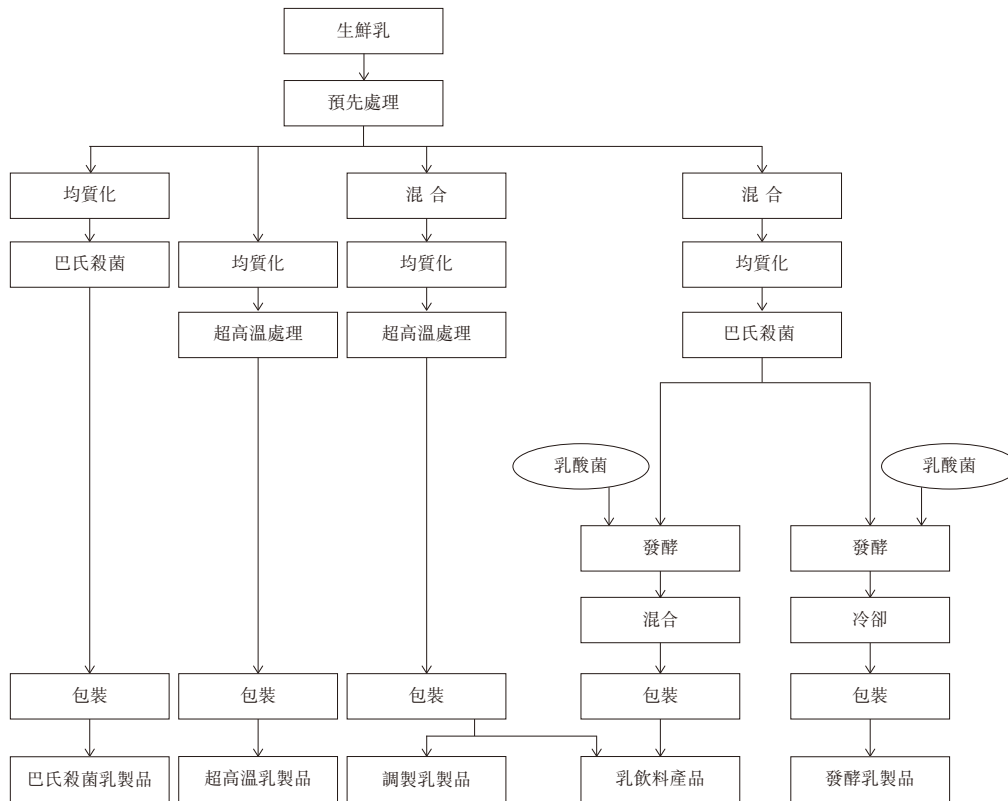 生鮮乳
預先處理
均質化
混 合
混 合
巴氏殺菌
均質化
均質化
均質化
超高溫處理
超高溫處理
巴氏殺菌
乳酸菌
乳酸菌
發酵
發酵
混合
冷卻
包裝
包裝
包裝
包裝
包裝
巴氏殺菌乳製品
超高溫乳製品
調製乳製品
乳飲料產品
發酵乳製品